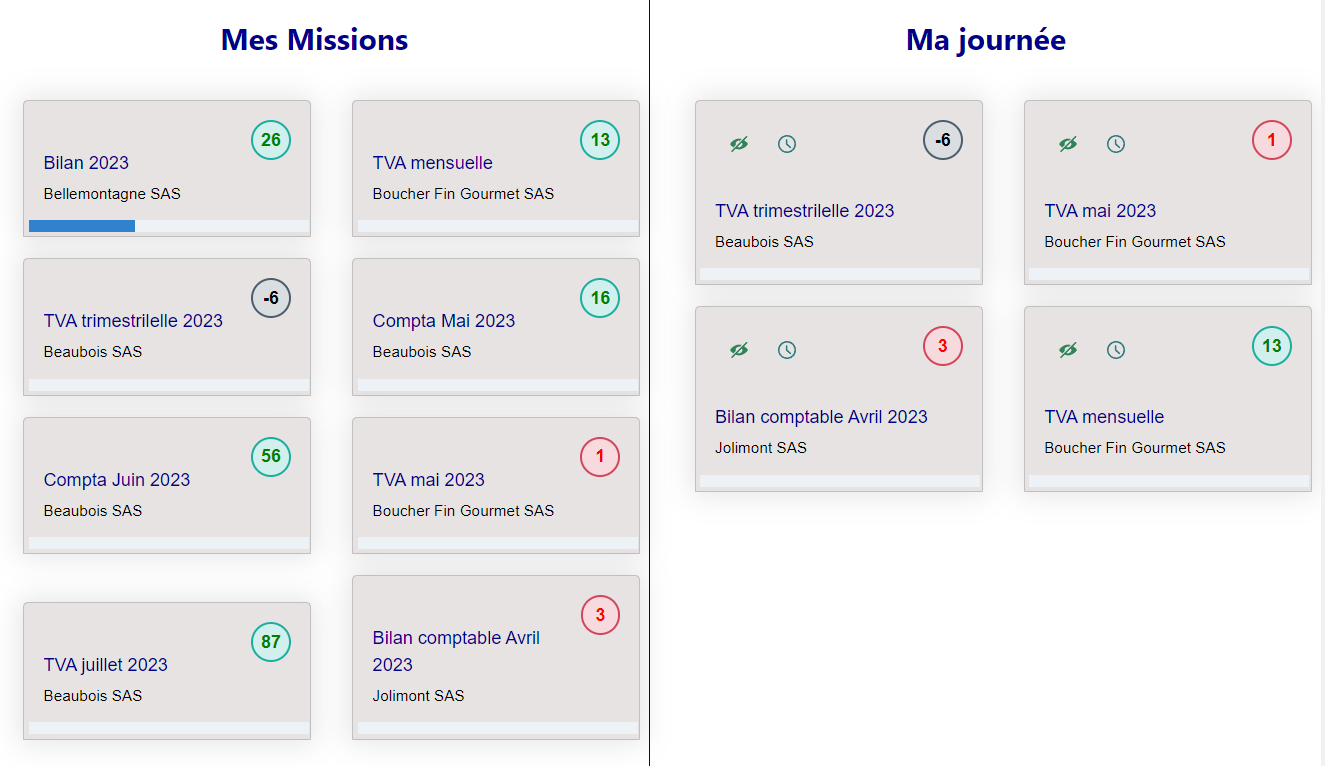 Mes Missions
26
Bilan 2023
Bellemontagne SAS
13
TVA mensuelle
Boucher Fin Gourmet SAS
-6
TVA trimestrilelle 2023
Beaubois SAS
16
Compta Mai 2023
Beaubois SAS
56
Compta Juin 2023
Beaubois SAS
1
TVA mai 2023
Boucher Fin Gourmet SAS
87
TVA juillet 2023
Beaubois SAS
3
Bilan comptable Avril
2023
Jolimont SAS
Ma journée
-6
TVA trimestrilelle 2023
Beaubois SAS
1
TVA mai 2023
Boucher Fin Gourmet SAS
3
Bilan comptable Avril 2023
Jolimont SAS
13
TVA mensuelle
Boucher Fin Gourmet SAS